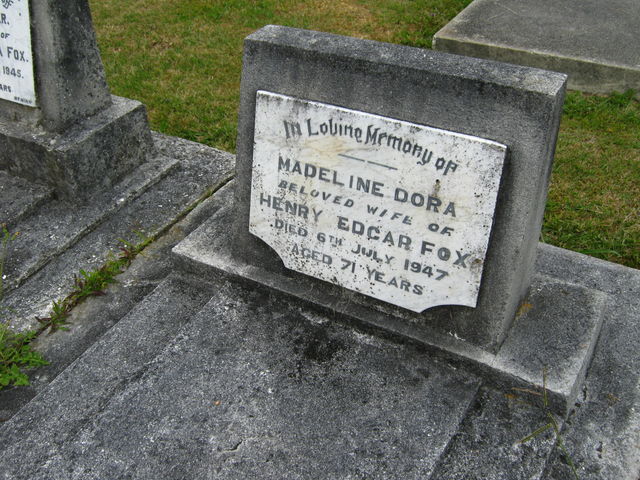 R.
OF
FOX.
1945.
In Loving Memory of
MADELINE DORA
BELOVED WIFE OF
HENRY EDGAR FOX
DIED 6TH JULY 1947
AGED 71 YEARS